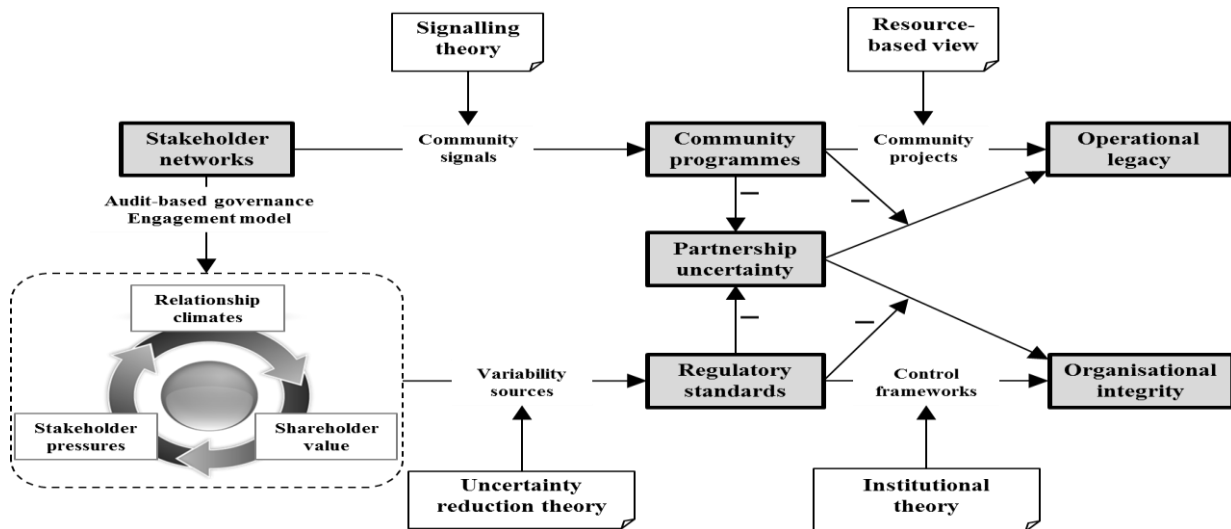 Signalling
theory
Resource-
based view
Stakeholder
networks
Community
signals
Community
programmes
Community
projects
Operational
legacy
Audit-based governance
Engagement model
–
–
Partnership
uncertainty
Relationship
climates
–
–
Variability
sources
Regulatory
standards
Control
frameworks
Organisational
integrity
Stakeholder
pressures
Shareholder
value
Uncertainty
reduction theory
Institutional
theory